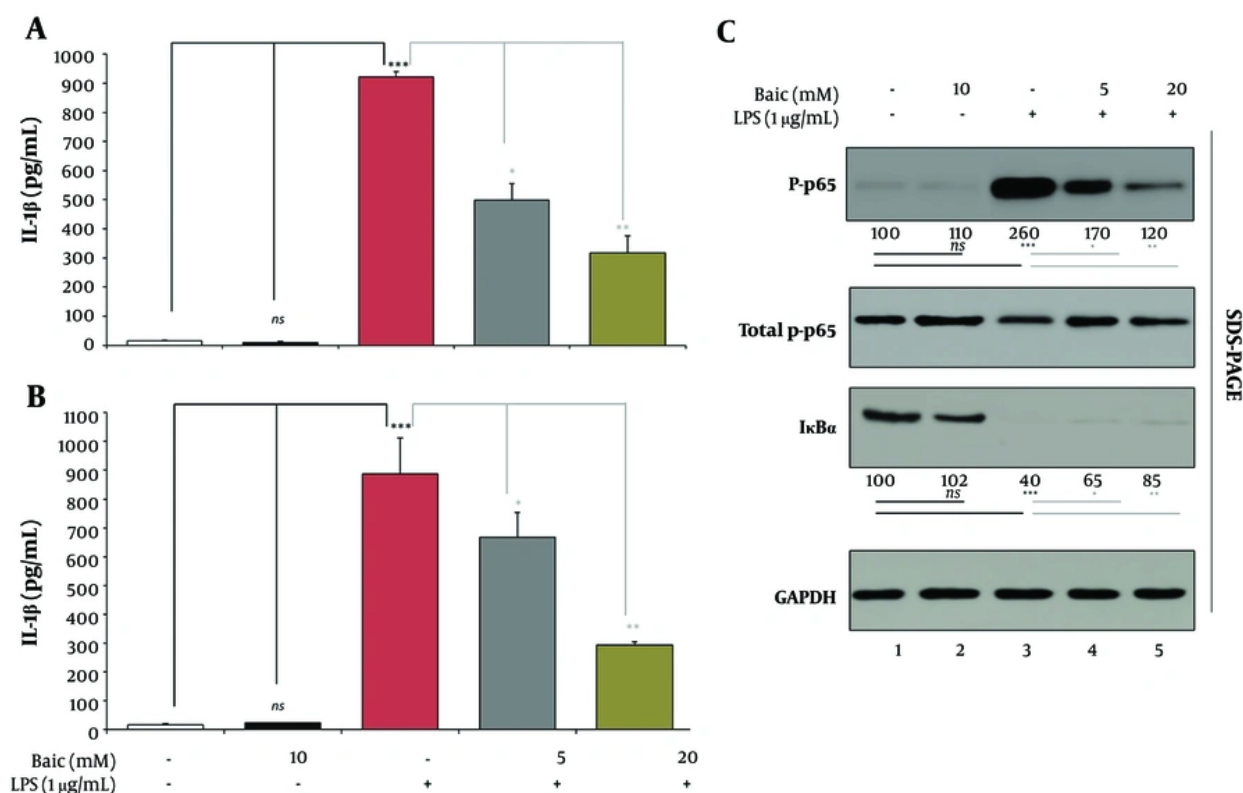 A
IL-1β (pg/mL)
1000
900
800
700
600
500
400
300
200
100
0
ns
***
*
**
B
IL-1β (pg/mL)
1100
1000
900
800
700
600
500
400
300
200
100
0
ns
***
*
**
Baic (mM) - 10 - 5 20
LPS (1 µg/mL) - - + + +
C
Baic (mM) - 10 - 5 20
LPS (1 µg/mL) - - + + +
P-p65
100 110 260 170 120
ns *** * **
Total p-p65
IκBα
100 102 40 65 85
ns *** * **
GAPDH
1 2 3 4 5
SDS-PAGE